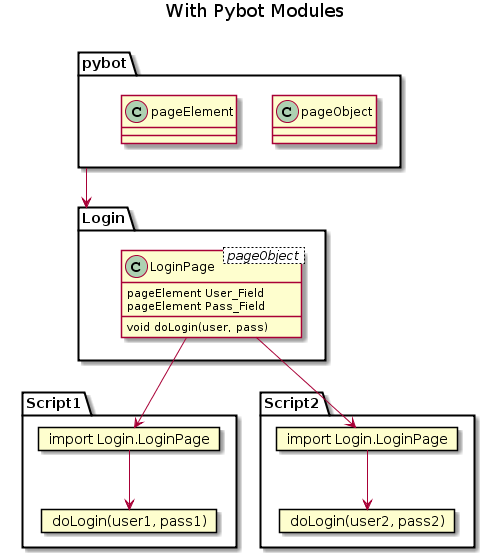 With Pybot Modules
pybot
C pageElement
C pageObject
Login
C LoginPage
pageObject
pageElement User_Field
pageElement Pass_Field
void doLogin(user, pass)
Script1
import Login.LoginPage
doLogin(user1, pass1)
Script2
import Login.LoginPage
doLogin(user2, pass2)